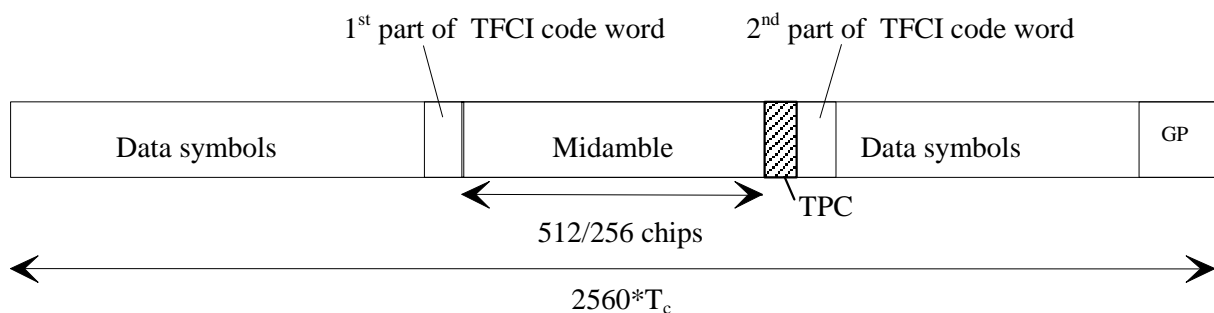 1st part of TFCI code word
2nd part of TFCI code word
Data symbols
Midamble
Data symbols
GP
TPC
512/256 chips
2560*Tc